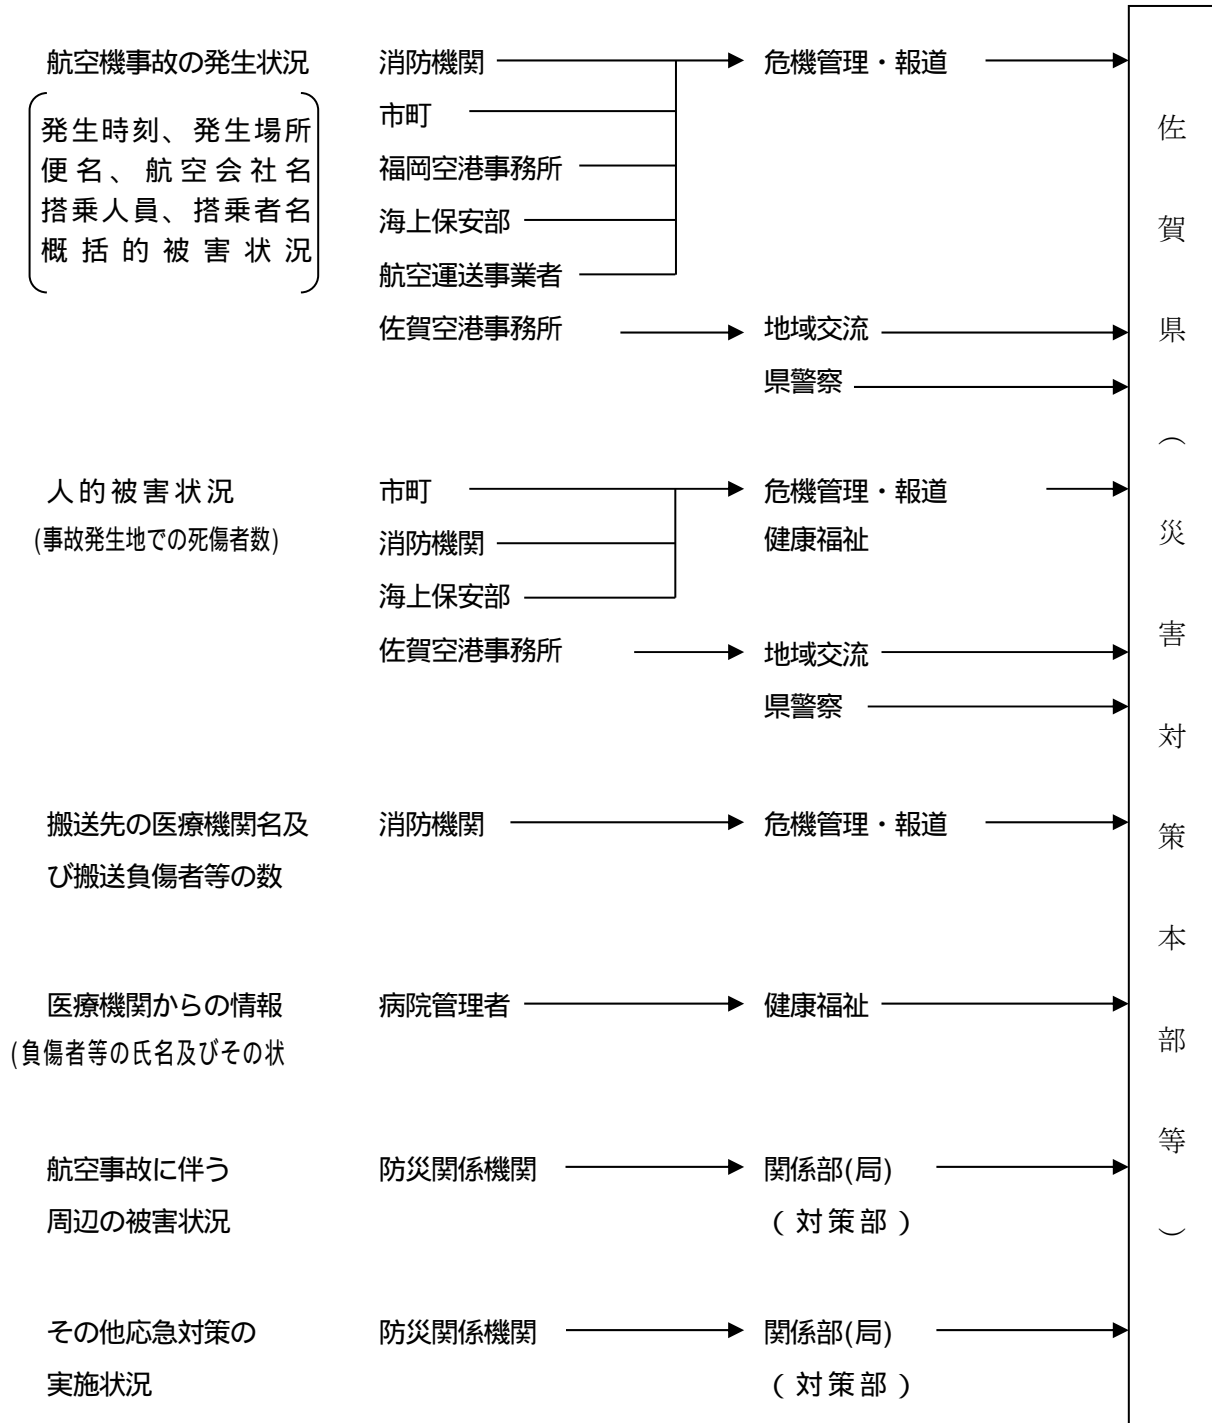 航空機事故の発生状況
発生時刻、発生場所
便名、航空会社名
搭乗人員、搭乗者名
概括的被害状況
消防機関
市町
福岡空港事務所
海上保安部
航空運送事業者
佐賀空港事務所
危機管理・報道
地域交流
県警察
人的被害状況
(事故発生地での死傷者数)
市町
消防機関
海上保安部
佐賀空港事務所
危機管理・報道
健康福祉
地域交流
県警察
搬送先の医療機関名及
び搬送負傷者等の数
消防機関
危機管理・報道
医療機関からの情報
(負傷者等の氏名及びその状
病院管理者
健康福祉
航空事故に伴う
周辺の被害状況
防災関係機関
関係部(局)
(対策部)
その他応急対策の
実施状況
防災関係機関
関係部(局)
(対策部)
佐賀県(災害対策本部等)